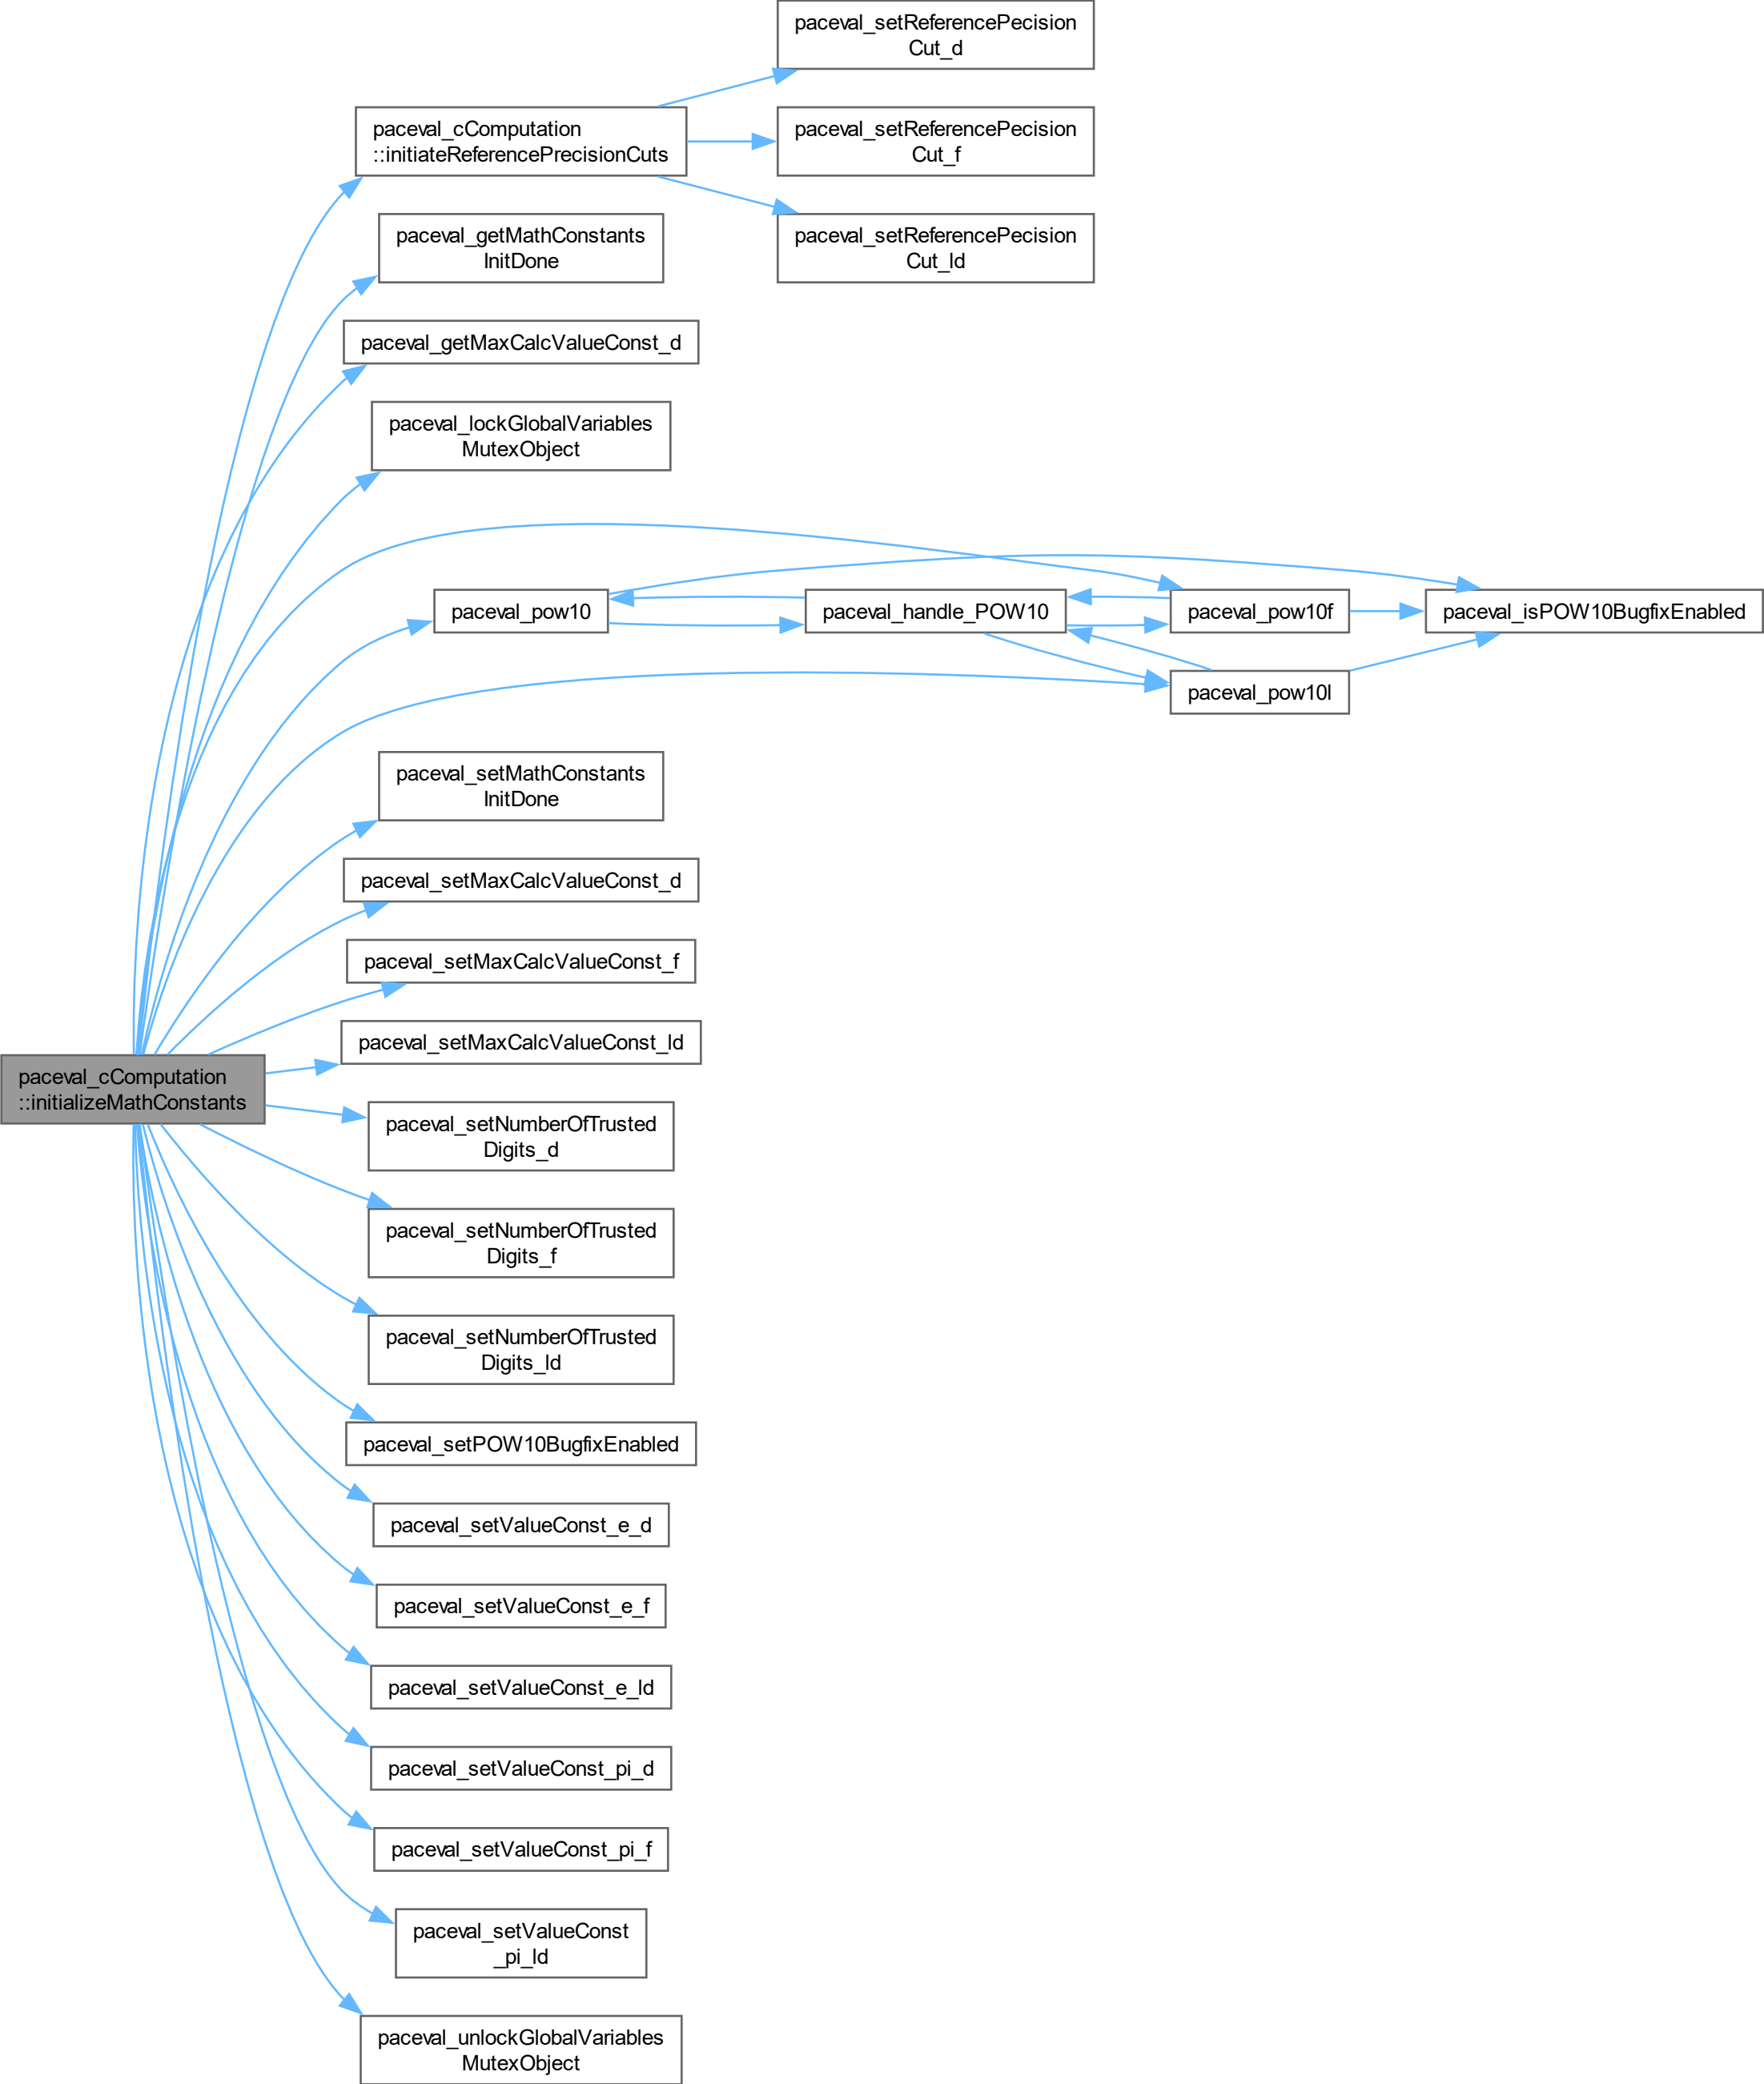 paceval_setReferencePecision
Cut_d
paceval_cComputation
::initiateReferencePrecisionCuts
paceval_setReferencePecision
Cut_f
paceval_setReferencePecision
Cut_ld
paceval_getMathConstants
InitDone
paceval_getMaxCalcValueConst_d
paceval_lockGlobalVariables
MutexObject
paceval_pow10
paceval_handle_POW10
paceval_pow10f
paceval_isPOW10BugfixEnabled
paceval_pow10l
paceval_setMathConstants
InitDone
paceval_setMaxCalcValueConst_d
paceval_setMaxCalcValueConst_f
paceval_setMaxCalcValueConst_ld
paceval_cComputation
::initializeMathConstants
paceval_setNumberOfTrusted
Digits_d
paceval_setNumberOfTrusted
Digits_f
paceval_setNumberOfTrusted
Digits_ld
paceval_setPOW10BugfixEnabled
paceval_setValueConst_e_d
paceval_setValueConst_e_f
paceval_setValueConst_e_ld
paceval_setValueConst_pi_d
paceval_setValueConst_pi_f
paceval_setValueConst
_pi_ld
paceval_unlockGlobalVariables
MutexObject